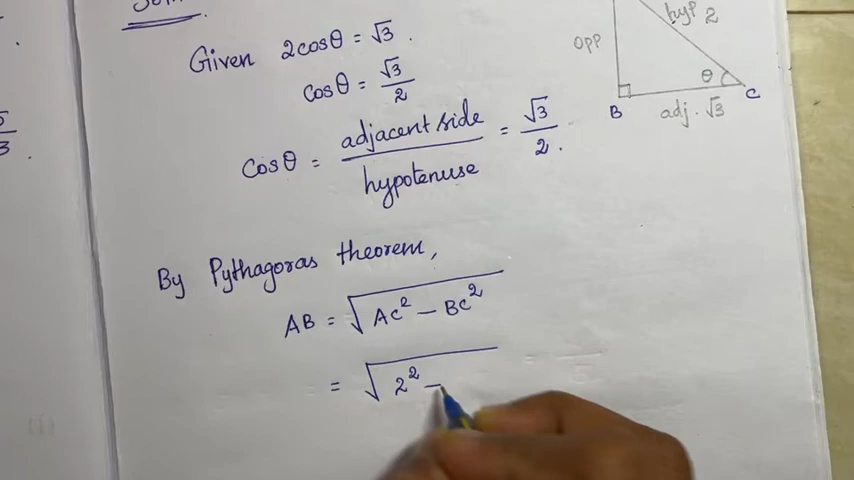 Given 2cosθ = √3 .
cosθ = √3/2
cosθ = adjacent side/hypotenuse = √3/2 .
By Pythagoras theorem,
AB = √(AC² - BC²)
= √(2² -
hyp 2
opp
θ
B
C
adj . √3
3 .